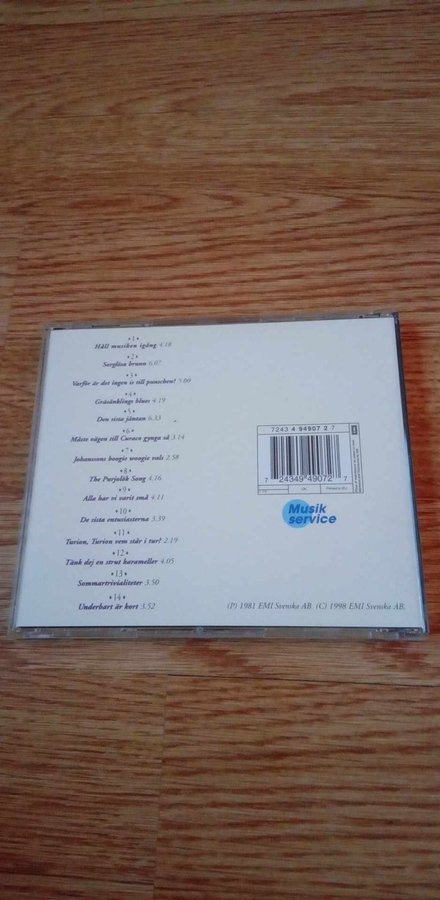 *1*
Håll musiken igång 4.18
*2*
Sorglösa brunn 6.07
*3*
Varför är det ingen is till punschen? 5.09
*4*
Gräsänklings blues 4.19
*5*
Den sista jäntan 6.33
*6*
Måste vägen till Curaco gynga så 3.14
*7*
Johanssons boogie woogie vals 2.58
*8*
The Purjolök Song 4.16
*9*
Alla har vi varit små 4.11
*10*
De sista entusiasterna 3.39
*11*
Turion, Turion vem står i tur? 2.19
*12*
Tänk dej en strut karameller 4.05
*13*
Sommartrivialiteter 3.50
*14*
Underbart är kort 3.52
7243 4 94907 2 7
7 24349 49072 7
Musik
service
(P) 1981 EMI Svenska AB (C) 1998 EMI Svenska AB.